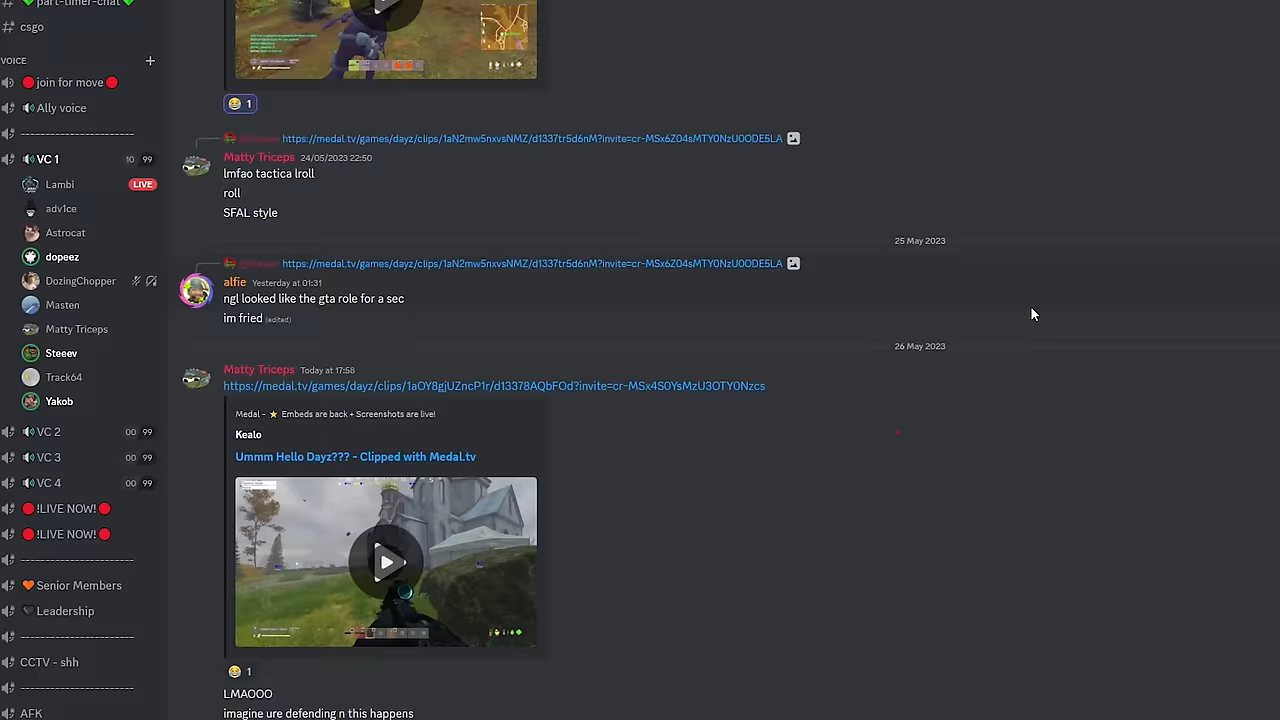 part-timer-chat
# csgo
VOICE
join for move
Ally voice
----------------------
VC 1 10 99
Lambi LIVE
adv1ce
Astrocat
dopeez
DozingChopper
Masten
Matty Triceps
Steeev
Track64
Yakob
VC 2 00 99
VC 3 00 99
VC 4 00 99
!LIVE NOW!
!LIVE NOW!
----------------------
Senior Members
Leadership
----------------------
CCTV - shh
----------------------
AFK
😂 1
https://medal.tv/games/dayz/clips/1aN2mw5nxvsNMZ/d1337tr5d6nM?invite=cr-MSx6Z04sMTY0NzU0ODE5LA
Matty Triceps 24/05/2023 22:50
lmfao tactica lroll
roll
SFAL style
25 May 2023
https://medal.tv/games/dayz/clips/1aN2mw5nxvsNMZ/d1337tr5d6nM?invite=cr-MSx6Z04sMTY0NzU0ODE5LA
alfie Yesterday at 01:31
ngl looked like the gta role for a sec
im fried (edited)
26 May 2023
Matty Triceps Today at 17:58
https://medal.tv/games/dayz/clips/1aOY8gjUZncP1r/d13378AQbFOd?invite=cr-MSx4S0YsMzU3OTY0Nzcs
Medal - ⭐ Embeds are back + Screenshots are live!
Kealo
Ummm Hello Dayz??? - Clipped with Medal.tv
😂 1
LMAOOO
imagine ure defending n this happens